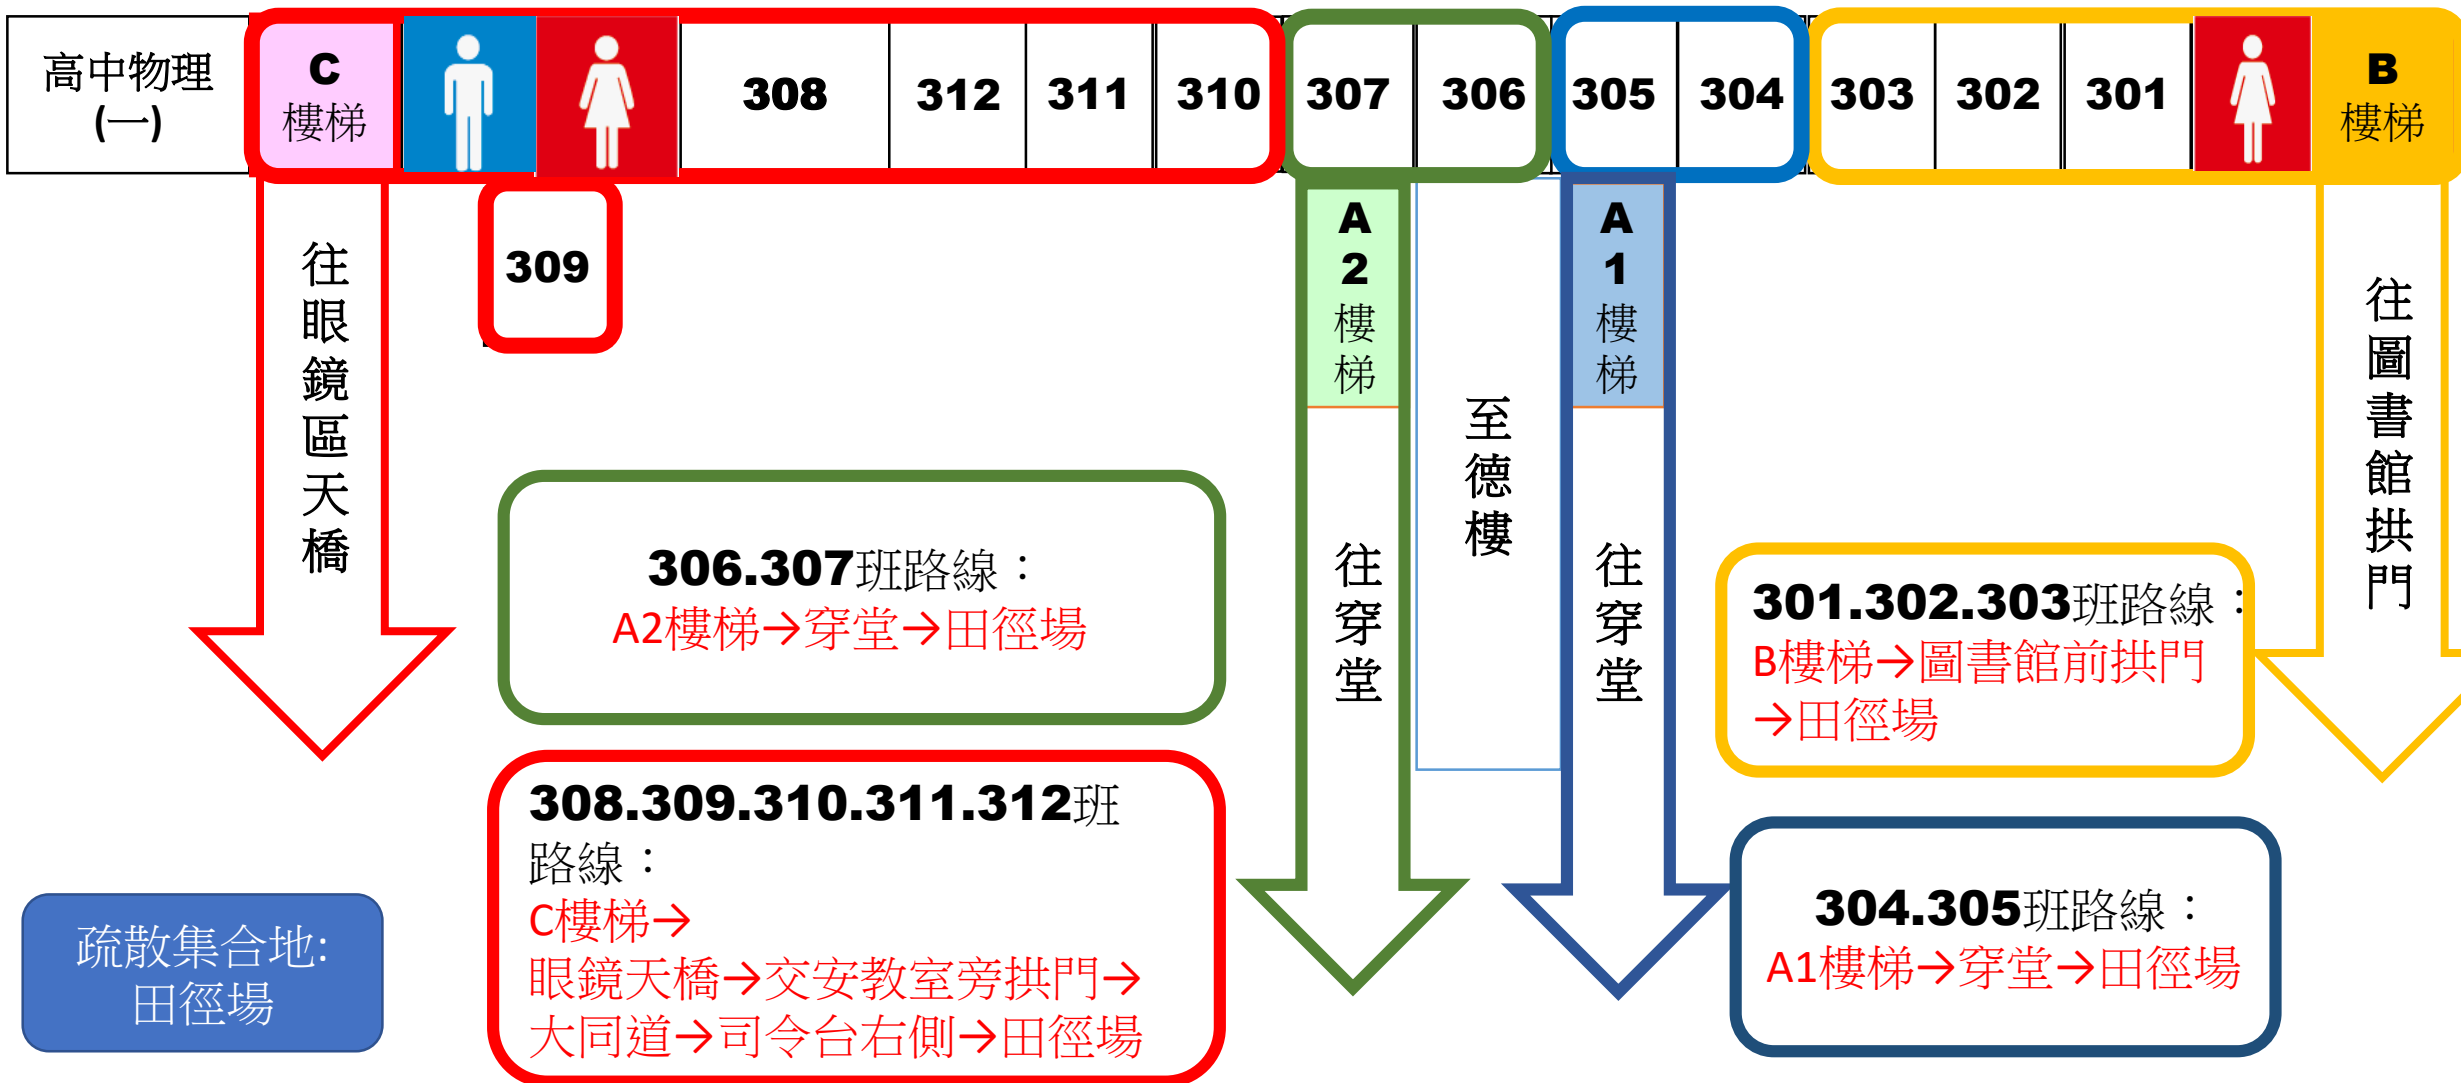 高中物理
(一)
C
樓梯
308
312
311
310
307
306
305
304
303
302
301
B
樓梯
309
往眼鏡區天橋
A
2
樓
梯
往穿堂
至德樓
A
1
樓
梯
往穿堂
往圖書館拱門
306.307班路線：
A2樓梯→穿堂→田徑場
301.302.303班路線：
B樓梯→圖書館前拱門
→田徑場
308.309.310.311.312班
路線：
C樓梯→
眼鏡天橋→交安教室旁拱門→
大同道→司令台右側→田徑場
304.305班路線：
A1樓梯→穿堂→田徑場
疏散集合地:
田徑場